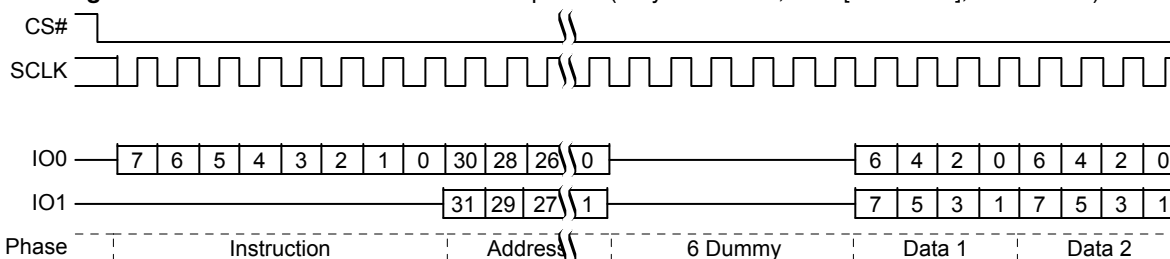 CS#
SCLK
IO0 7 6 5 4 3 2 1 0 30 28 26 0 6 4 2 0 6 4 2 0
IO1 31 29 27 1 7 5 3 1 7 5 3 1
Phase Instruction Address 6 Dummy Data 1 Data 2